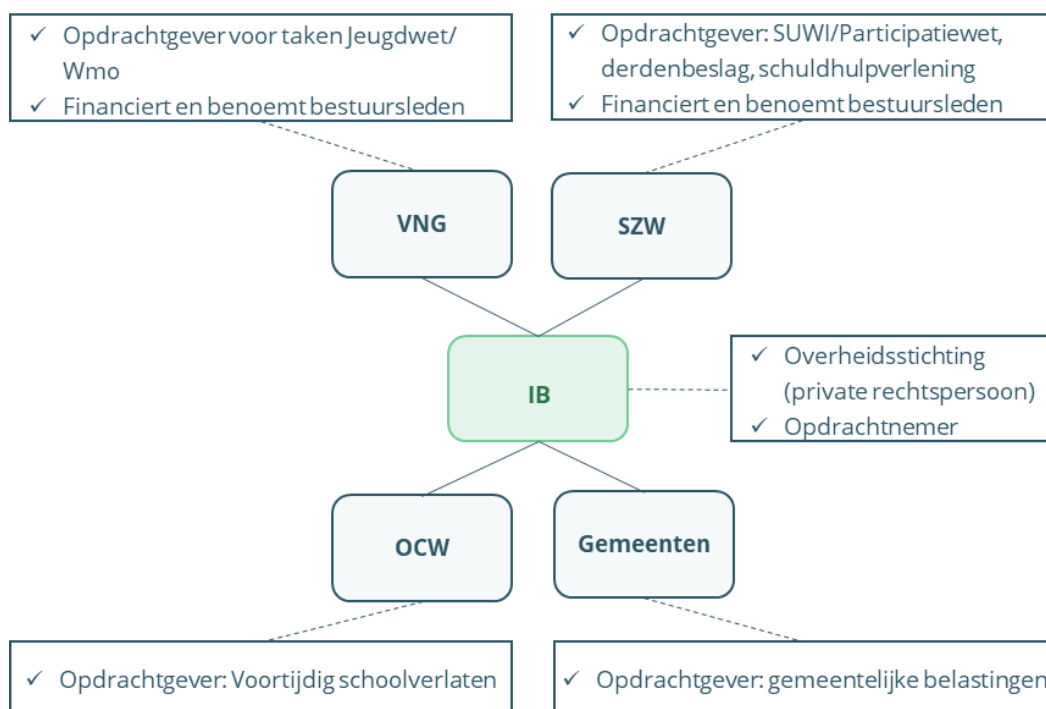 ✓ Opdrachtgever voor taken Jeugdwet/
Wmo
✓ Financiert en benoemt bestuursleden
✓ Opdrachtgever: SUWI/Participatiewet,
derdenbeslag, schuldhulpverlening
✓ Financiert en benoemt bestuursleden
VNG
SZW
IB
✓ Overheidsstichting
(private rechtspersoon)
✓ Opdrachtnemer
OCW
Gemeenten
✓ Opdrachtgever: Voortijdig schoolverlaten
✓ Opdrachtgever: gemeentelijke belastingen